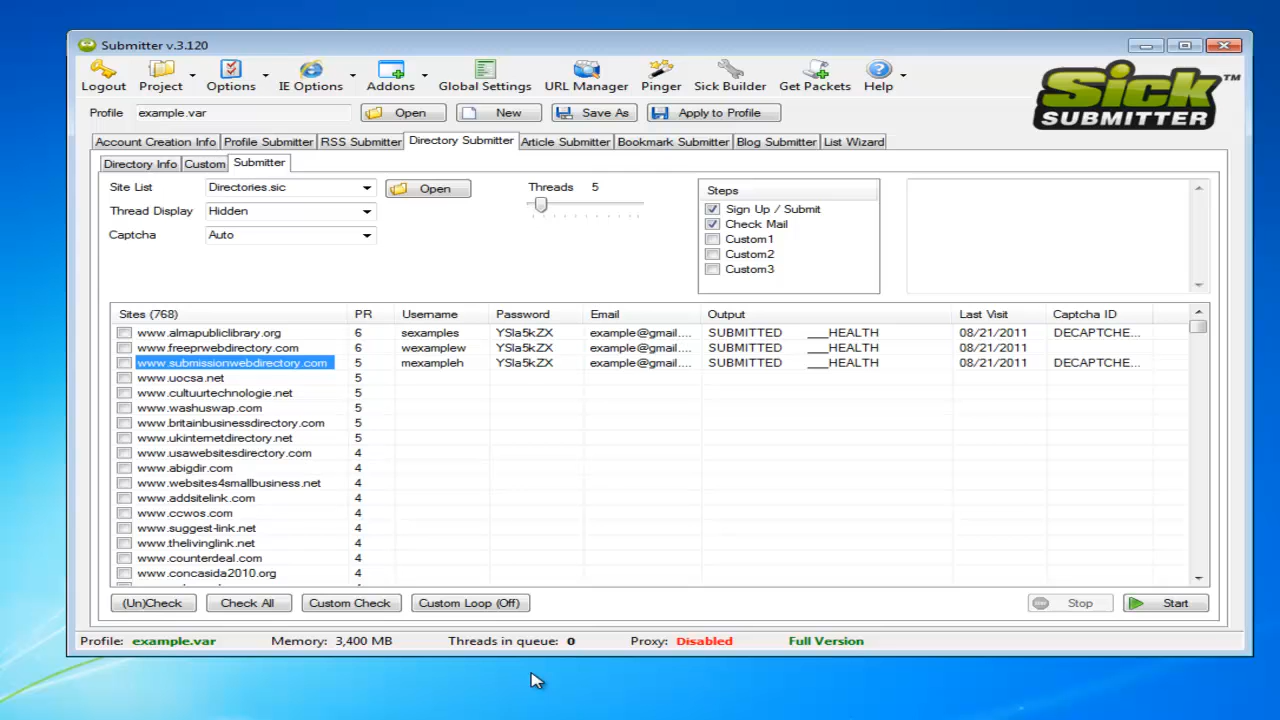 Submitter v.3.120
Logout Project Options IE Options Addons Global Settings URL Manager Pinger Sick Builder Get Packets Help
Sick SUBMITTER ™
Profile example.var Open New Save As Apply to Profile
Account Creation Info Profile Submitter RSS Submitter Directory Submitter Article Submitter Bookmark Submitter Blog Submitter List Wizard
Directory Info Custom Submitter
Site List Directories.sic Open Threads 5
Thread Display Hidden
Captcha Auto
Steps
Sign Up / Submit
Check Mail
Custom1
Custom2
Custom3
Sites (768) PR Username Password Email Output Last Visit Captcha ID
www.almapubliclibrary.org 6 sexamples YSla5kZX example@gmail.... SUBMITTED ___HEALTH 08/21/2011 DECAPTCHE...
www.freeprwebdirectory.com 6 wexamplew YSla5kZX example@gmail.... SUBMITTED ___HEALTH 08/21/2011
www.submissionwebdirectory.com 5 mexampleh YSla5kZX example@gmail.... SUBMITTED ___HEALTH 08/21/2011 DECAPTCHE...
www.uocsa.net 5
www.cultuurtechnologie.net 5
www.washuswap.com 5
www.britainbusinessdirectory.com 5
www.ukinternetdirectory.net 5
www.usawebsitesdirectory.com 4
www.abigdir.com 4
www.websites4smallbusiness.net 4
www.addsitelink.com 4
www.ccwos.com 4
www.suggest-link.net 4
www.thelivinglink.net 4
www.counterdeal.com 4
www.concasida2010.org 4
(Un)Check Check All Custom Check Custom Loop (Off) Stop Start
Profile: example.var Memory: 3,400 MB Threads in queue: 0 Proxy: Disabled Full Version